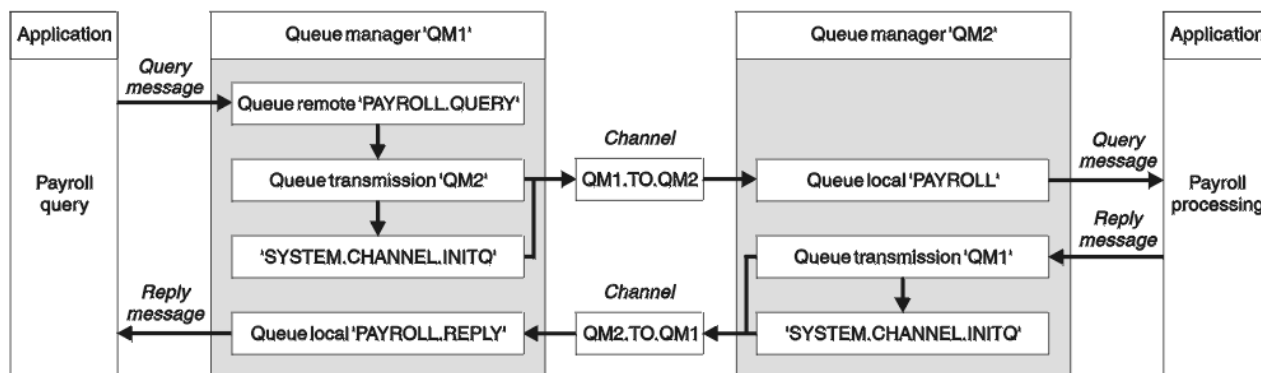 Application
Queue manager 'QM1'
Queue manager 'QM2'
Application
Query
message
Queue remote 'PAYROLL.QUERY'
Channel
Query
message
Payroll
query
Queue transmission 'QM2'
QM1.TO.QM2
Queue local 'PAYROLL'
Payroll
processing
Reply
message
'SYSTEM.CHANNEL.INITQ'
Queue transmission 'QM1'
Reply
message
Channel
Queue local 'PAYROLL.REPLY'
QM2.TO.QM1
'SYSTEM.CHANNEL.INITQ'